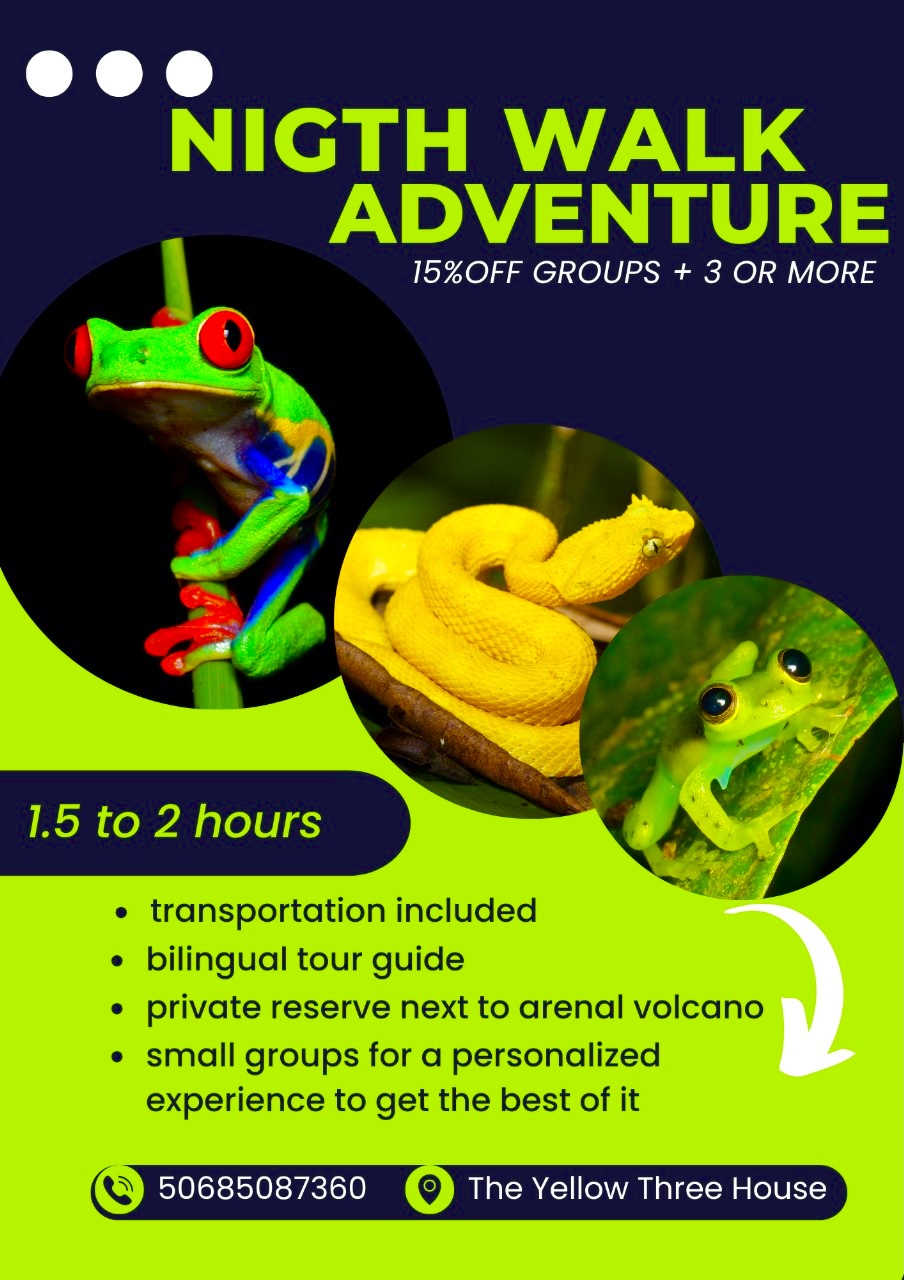 NIGTH WALK
ADVENTURE
15%OFF GROUPS + 3 OR MORE
1.5 to 2 hours
• transportation included
• bilingual tour guide
• private reserve next to arenal volcano
• small groups for a personalized
experience to get the best of it
50685087360
The Yellow Three House